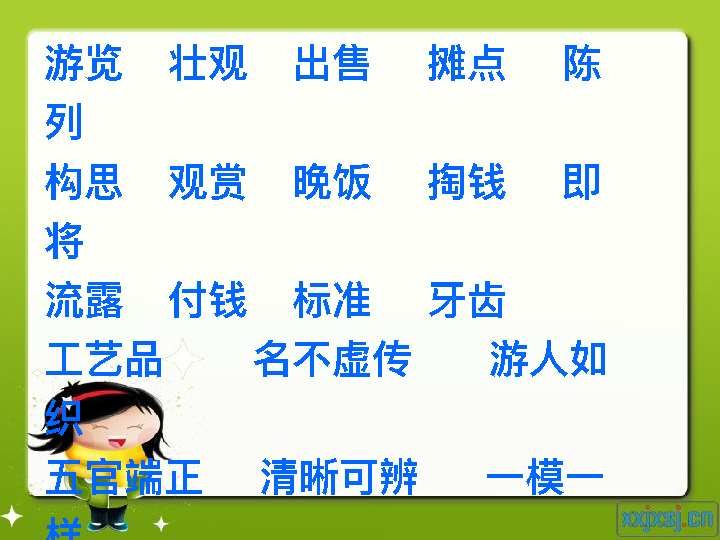 游览 壮观 出售 摊点 陈
列
构思 观赏 晚饭 掏钱 即
将
流露 付钱 标准 牙齿
工艺品 名不虚传 游人如
织
五官端正 清晰可辨 一模一
样
xxjxsj.cn